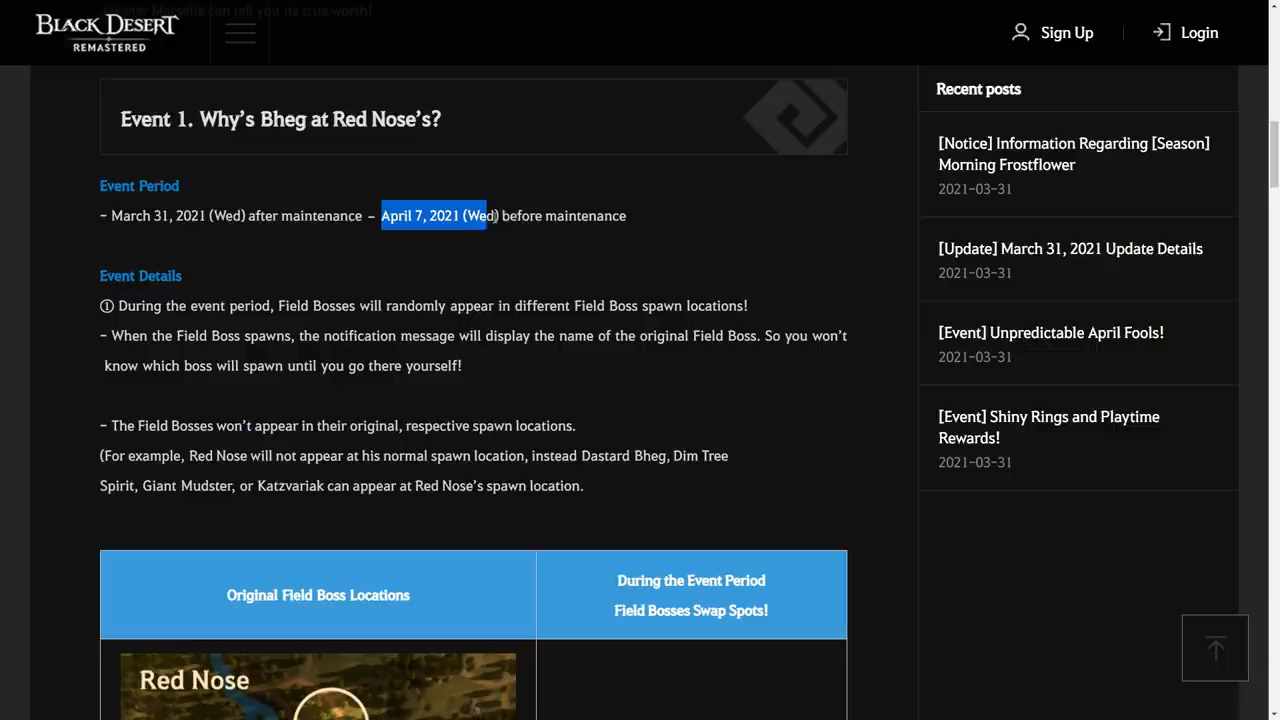 BLACK DESERT
REMASTERED
Sign Up
Login
Event 1. Why's Bheg at Red Nose's?
Event Period
- March 31, 2021 (Wed) after maintenance – April 7, 2021 (Wed) before maintenance
Event Details
① During the event period, Field Bosses will randomly appear in different Field Boss spawn locations!
- When the Field Boss spawns, the notification message will display the name of the original Field Boss. So you won't
know which boss will spawn until you go there yourself!
- The Field Bosses won't appear in their original, respective spawn locations.
(For example, Red Nose will not appear at his normal spawn location, instead Dastard Bheg, Dim Tree
Spirit, Giant Mudster, or Katzvariak can appear at Red Nose's spawn location.
Original Field Boss Locations
During the Event Period
Field Bosses Swap Spots!
Red Nose
Recent posts
[Notice] Information Regarding [Season]
Morning Frostflower
2021-03-31
[Update] March 31, 2021 Update Details
2021-03-31
[Event] Unpredictable April Fools!
2021-03-31
[Event] Shiny Rings and Playtime
Rewards!
2021-03-31